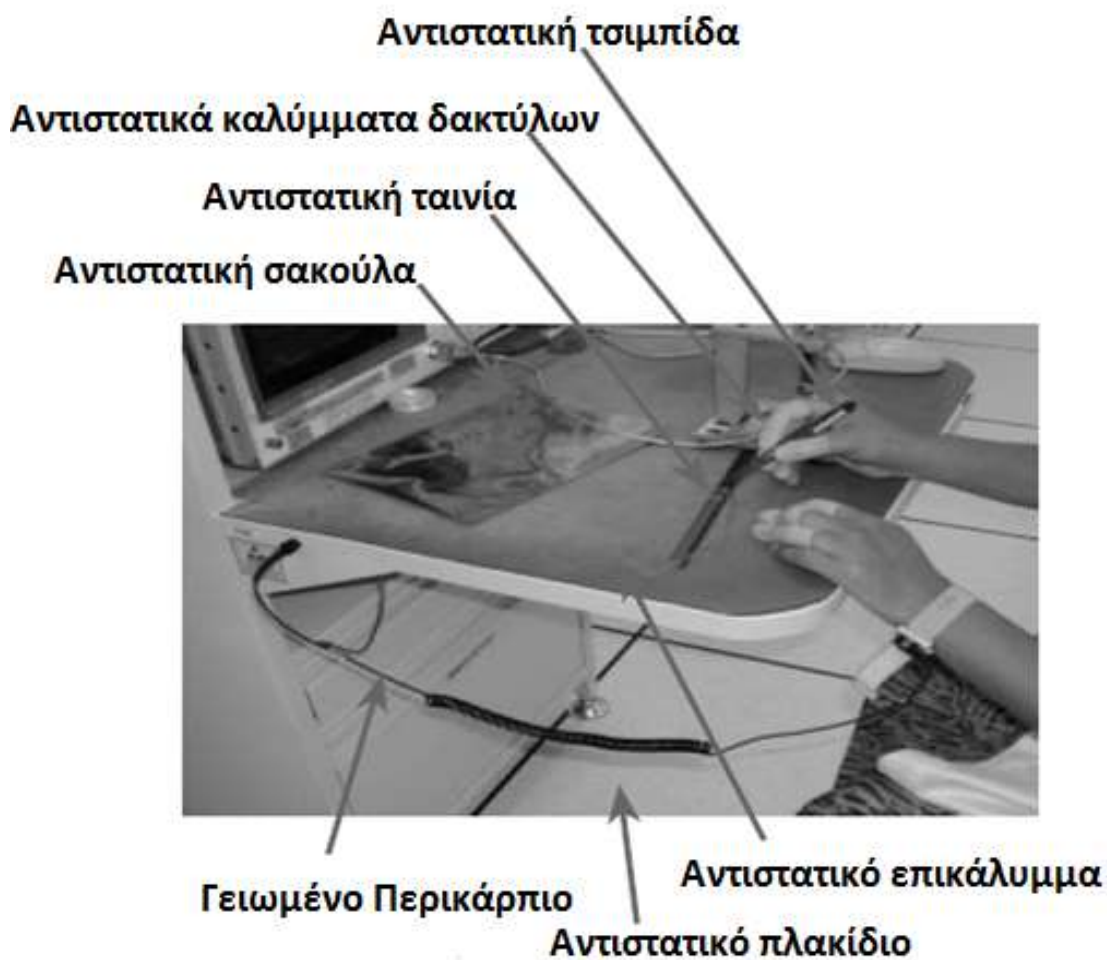 Αντιστατική τσιμπίδα
Αντιστατικά καλύμματα δακτύλων
Αντιστατική ταινία
Αντιστατική σακούλα
Αντιστατικό επικάλυμμα
Γειωμένο Περικάρπιο
Αντιστατικό πλακίδιο